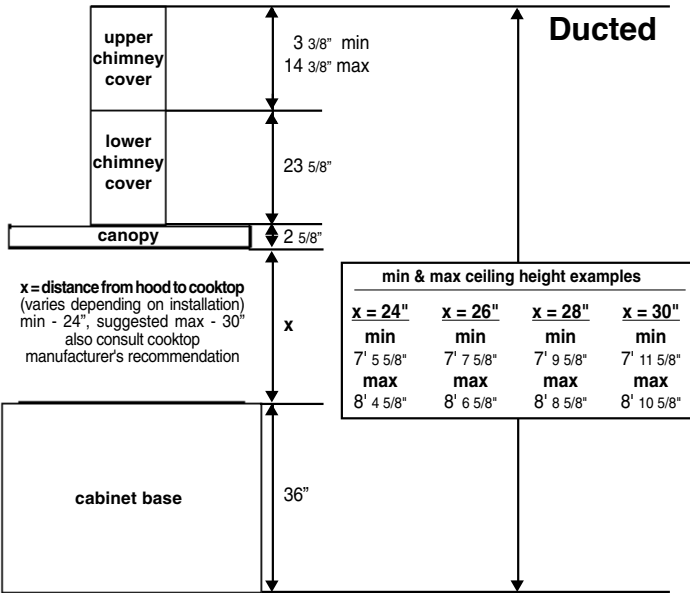 Ducted
upper
chimney
cover
3 3/8” min
14 3/8” max
lower
chimney
cover
23 5/8”
canopy
2 5/8”
x = distance from hood to cooktop
(varies depending on installation)
min - 24”, suggested max - 30”
also consult cooktop
manufacturer's recommendation
x
min & max ceiling height examples
x = 24" x = 26" x = 28" x = 30"
min min min min
7' 5 5/8" 7' 7 5/8" 7' 9 5/8" 7' 11 5/8"
max max max max
8' 4 5/8" 8' 6 5/8" 8' 8 5/8" 8' 10 5/8"
cabinet base
36”